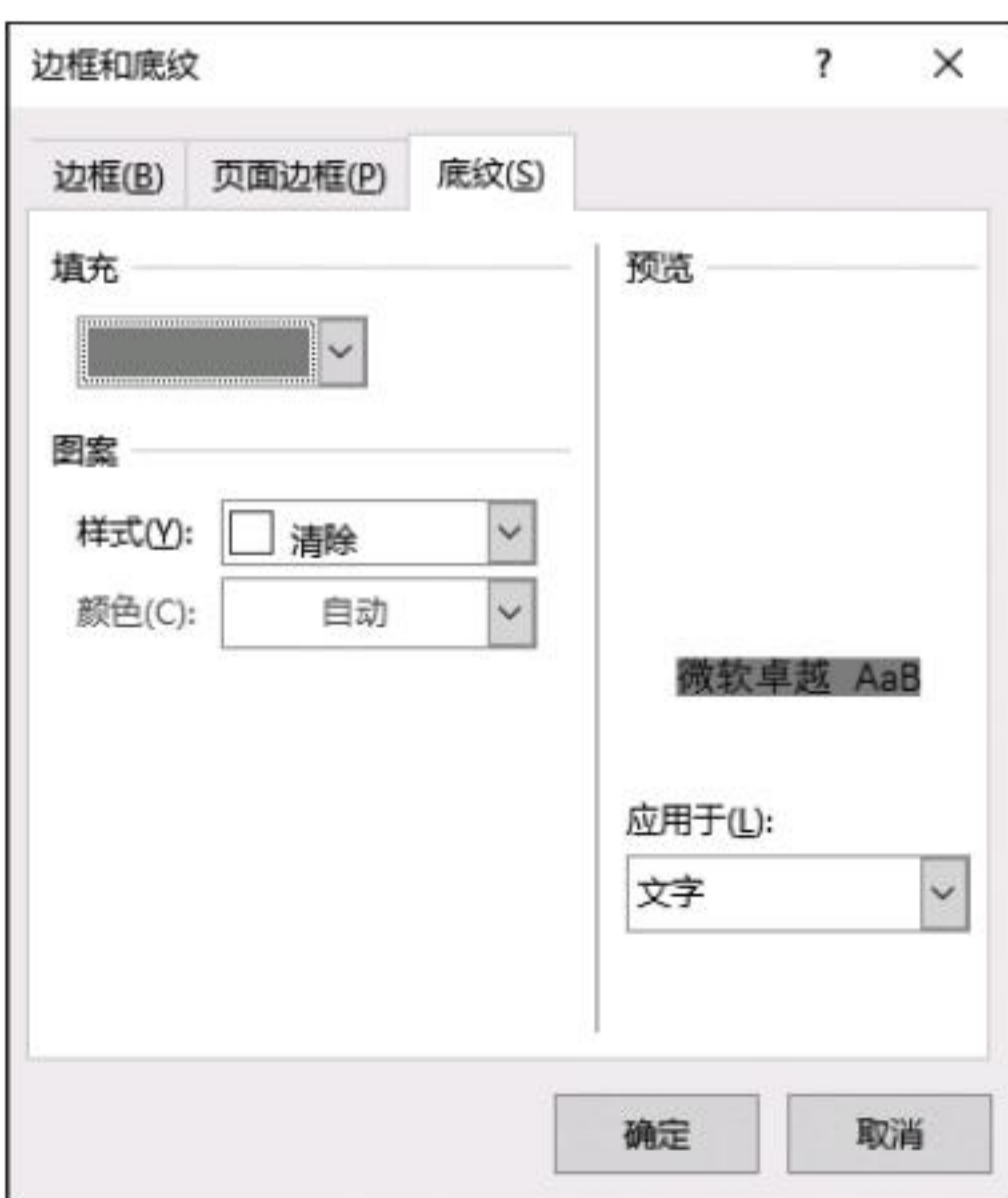 边框和底纹 ? ×
边框(B) 页面边框(P) 底纹(S)
填充
预览
图案
样式(Y): 清除
颜色(C): 自动
微软卓越 AaB
应用于(L):
文字
确定 取消